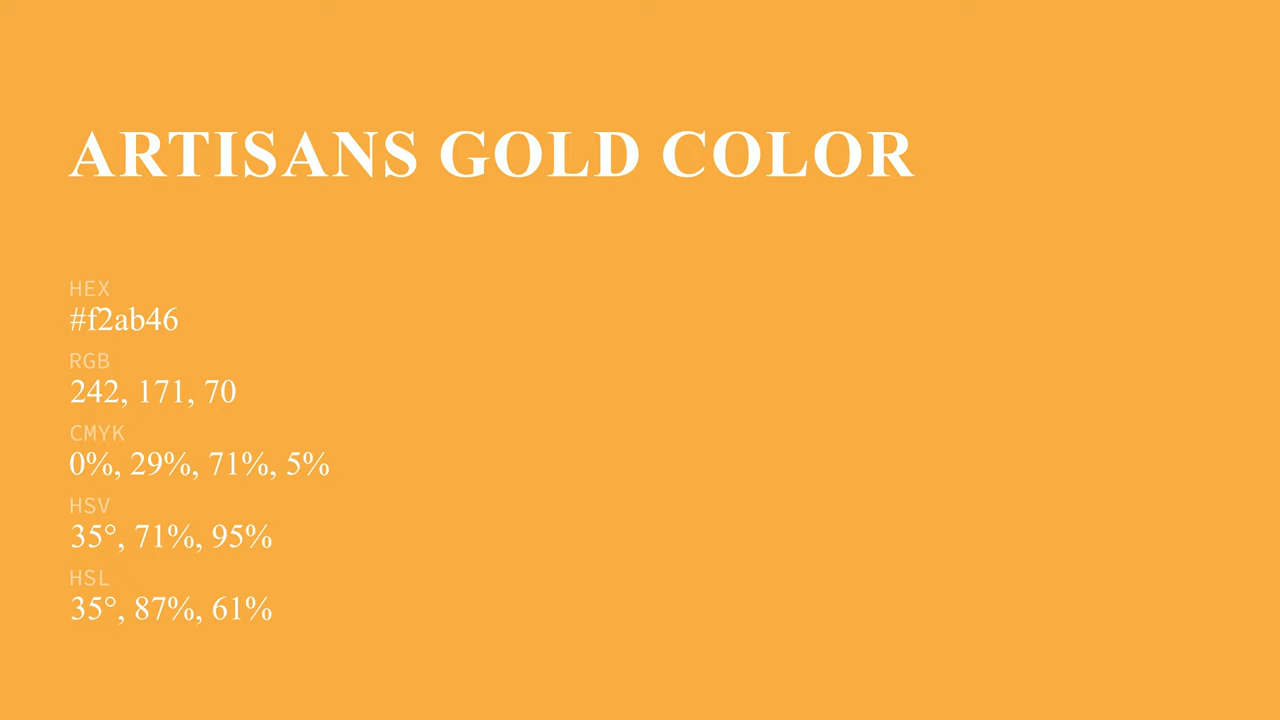 ARTISANS GOLD COLOR
HEX
#f2ab46
RGB
242, 171, 70
CMYK
0%, 29%, 71%, 5%
HSV
35°, 71%, 95%
HSL
35°, 87%, 61%